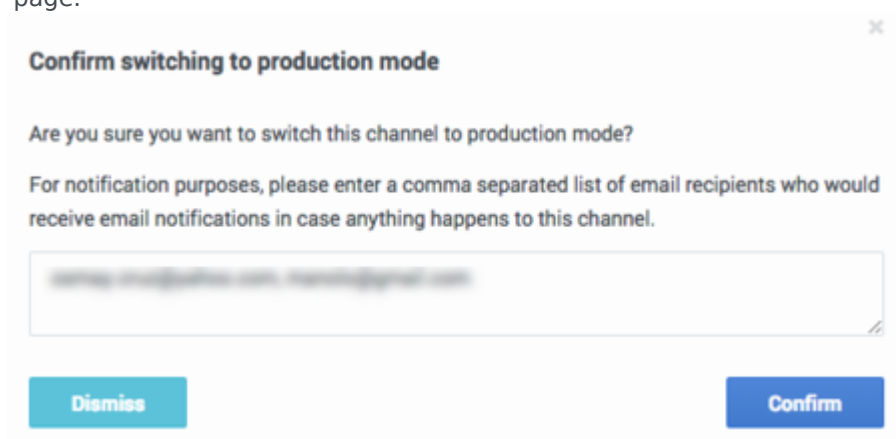 page.
Confirm switching to production mode
Are you sure you want to switch this channel to production mode?
For notification purposes, please enter a comma separated list of email recipients who would
receive email notifications in case anything happens to this channel.
Dismiss
Confirm